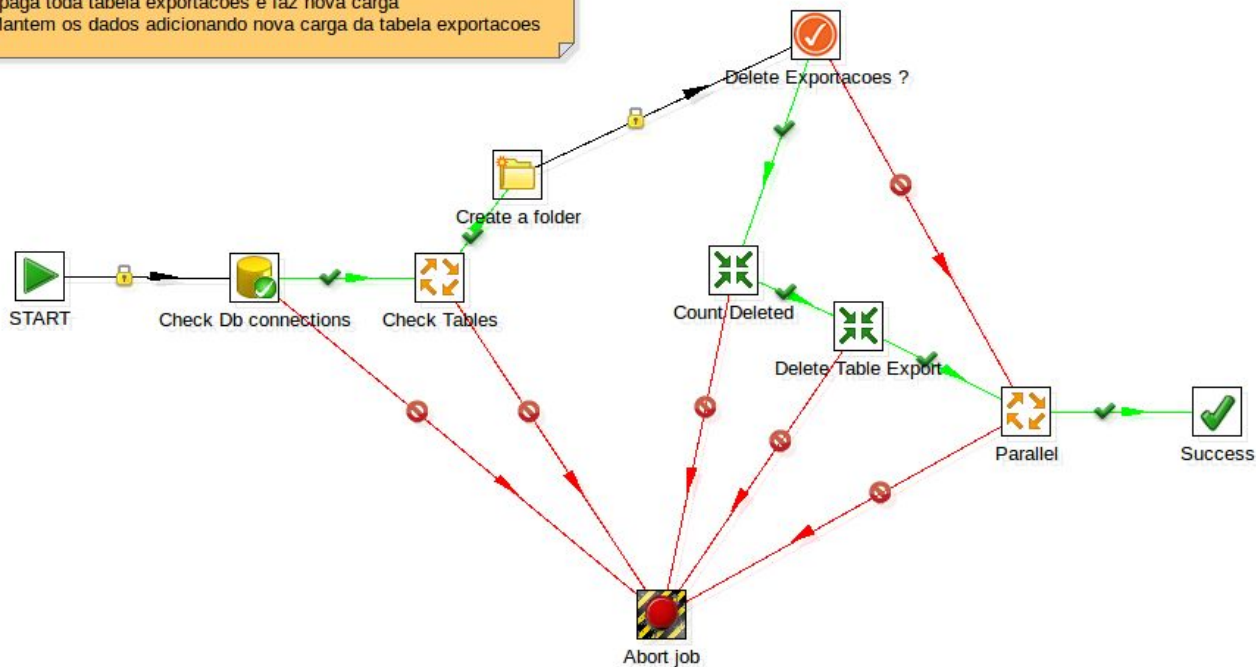 paga toda tabela exportacoes e faz nova carga
antem os dados adicionando nova carga da tabela exportacoes
Delete Exportacoes ?
Create a folder
START
Check Db connections
Check Tables
Count Deleted
Delete Table Export
Parallel
Success
Abort job